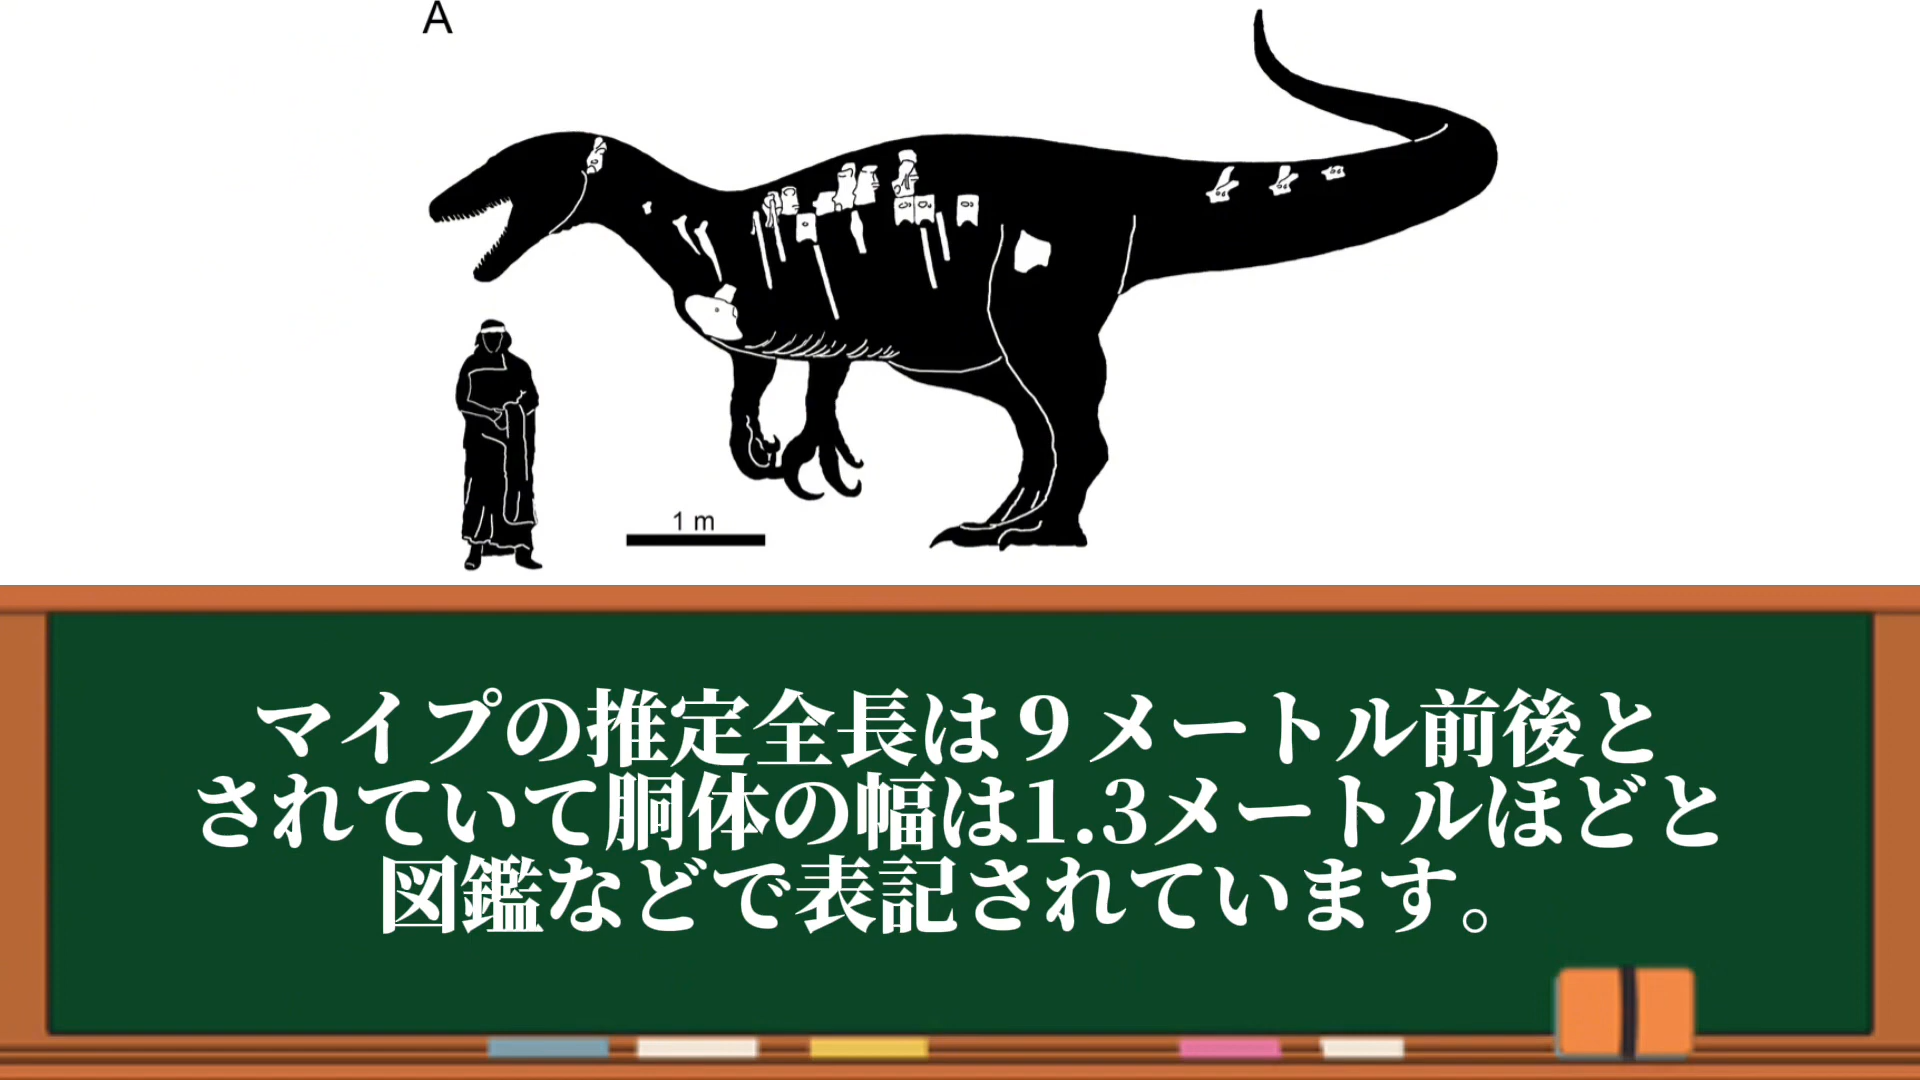 A
1 m
マイプの推定全長は９メートル前後と
されていて胴体の幅は1.3メートルほどと
図鑑などで表記されています。